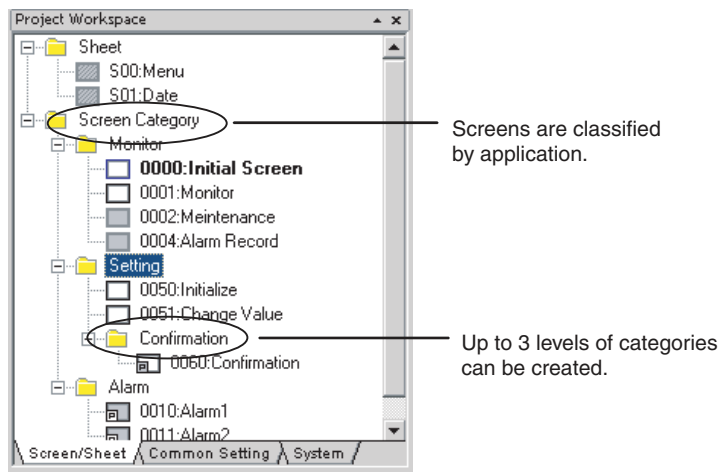 Project Workspace
Sheet
S00:Menu
S01:Date
Screen Category
Monitor
0000:Initial Screen
0001:Monitor
0002:Meintenance
0004:Alarm Record
Setting
0050:Initialize
0051:Change Value
Confirmation
0060:Confirmation
Alarm
0010:Alarm1
0011:Alarm2
Screen/Sheet Common Setting System
Screens are classified
by application.
Up to 3 levels of categories
can be created.